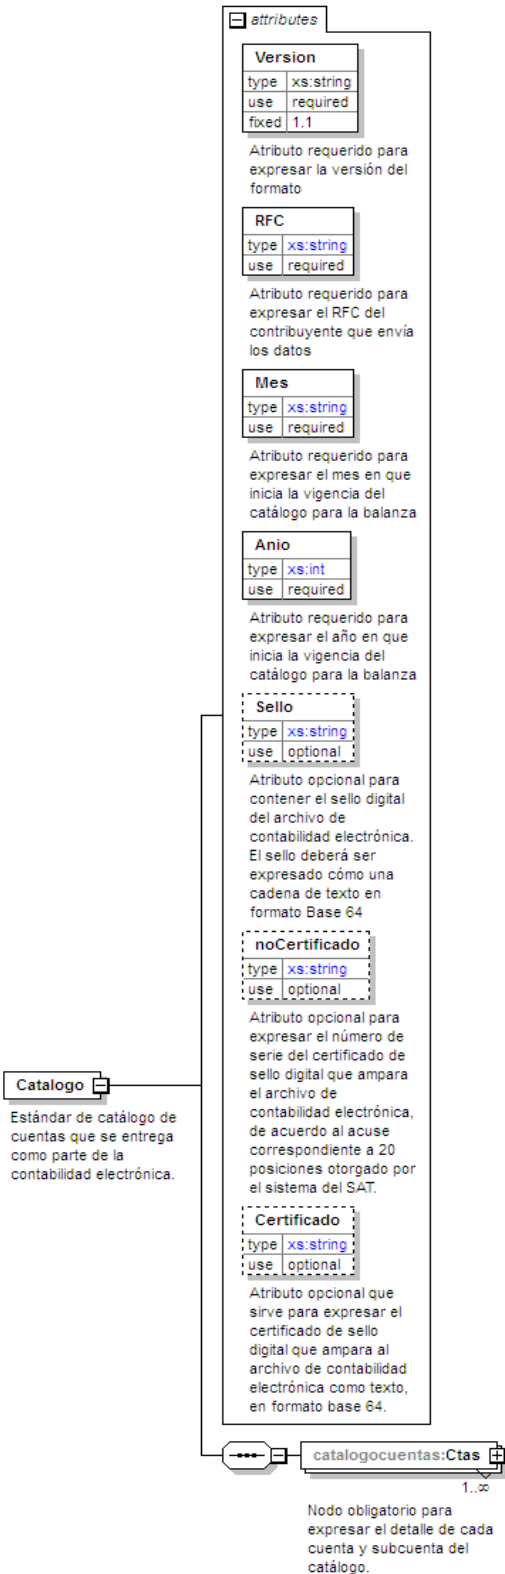 attributes
Version
type xs:string
use required
fixed 1.1
Atributo requerido para
expresar la versión del
formato
RFC
type xs:string
use required
Atributo requerido para
expresar el RFC del
contribuyente que envía
los datos
Mes
type xs:string
use required
Atributo requerido para
expresar el mes en que
inicia la vigencia del
catálogo para la balanza
Anio
type xs:int
use required
Atributo requerido para
expresar el año en que
inicia la vigencia del
catálogo para la balanza
Sello
type xs:string
use optional
Atributo opcional para
contener el sello digital
del archivo de
contabilidad electrónica.
El sello deberá ser
expresado cómo una
cadena de texto en
formato Base 64
noCertificado
type xs:string
use optional
Atributo opcional para
expresar el número de
serie del certificado de
sello digital que ampara
el archivo de
contabilidad electrónica,
de acuerdo al acuse
correspondiente a 20
posiciones otorgado por
el sistema del SAT.
Certificado
type xs:string
use optional
Atributo opcional que
sirve para expresar el
certificado de sello
digital que ampara al
archivo de contabilidad
electrónica como texto,
en formato base 64.
Catalogo
Estándar de catálogo de
cuentas que se entrega
como parte de la
contabilidad electrónica.
catalogocuentas:Ctas
1..∞
Nodo obligatorio para
expresar el detalle de cada
cuenta y subcuenta del
catálogo.